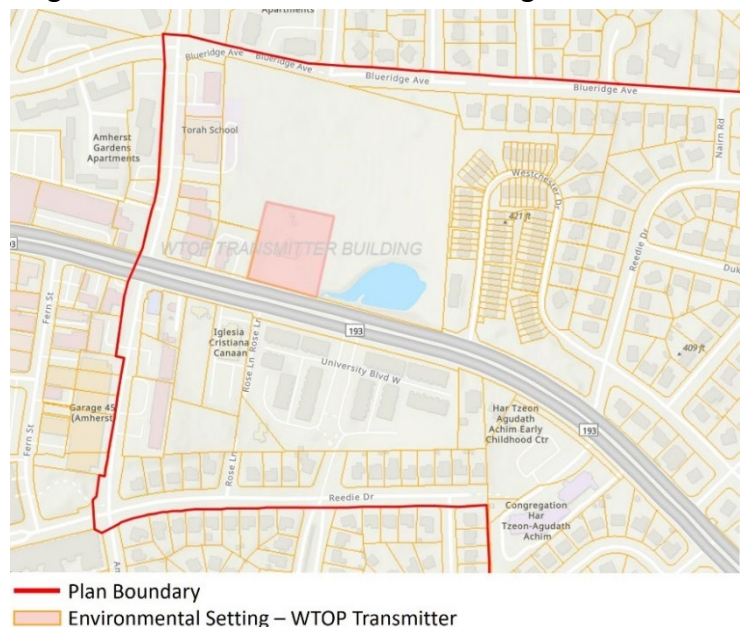 Apartments
Blueridge Ave
Blueridge Ave
Blueridge Ave
Blueridge Ave
Nairn Rd
Torah School
Amherst
Gardens
Apartments
Westchester Dr
421 ft
Reedie Dr
WTOP TRANSMITTER BUILDING
Fern St
193
Iglesia
Cristiana
Canaan
Rose Ln
Rose Ln
University Blvd W
409 ft
Garage 45
(Amherst)
Fern St
Har Tzeon
Agudath
Achim Early
Childhood Ctr
193
Rose Ln
Reedie Dr
Congregation
Har
Tzeon-Agudath
Achim
Plan Boundary
Environmental Setting – WTOP Transmitter